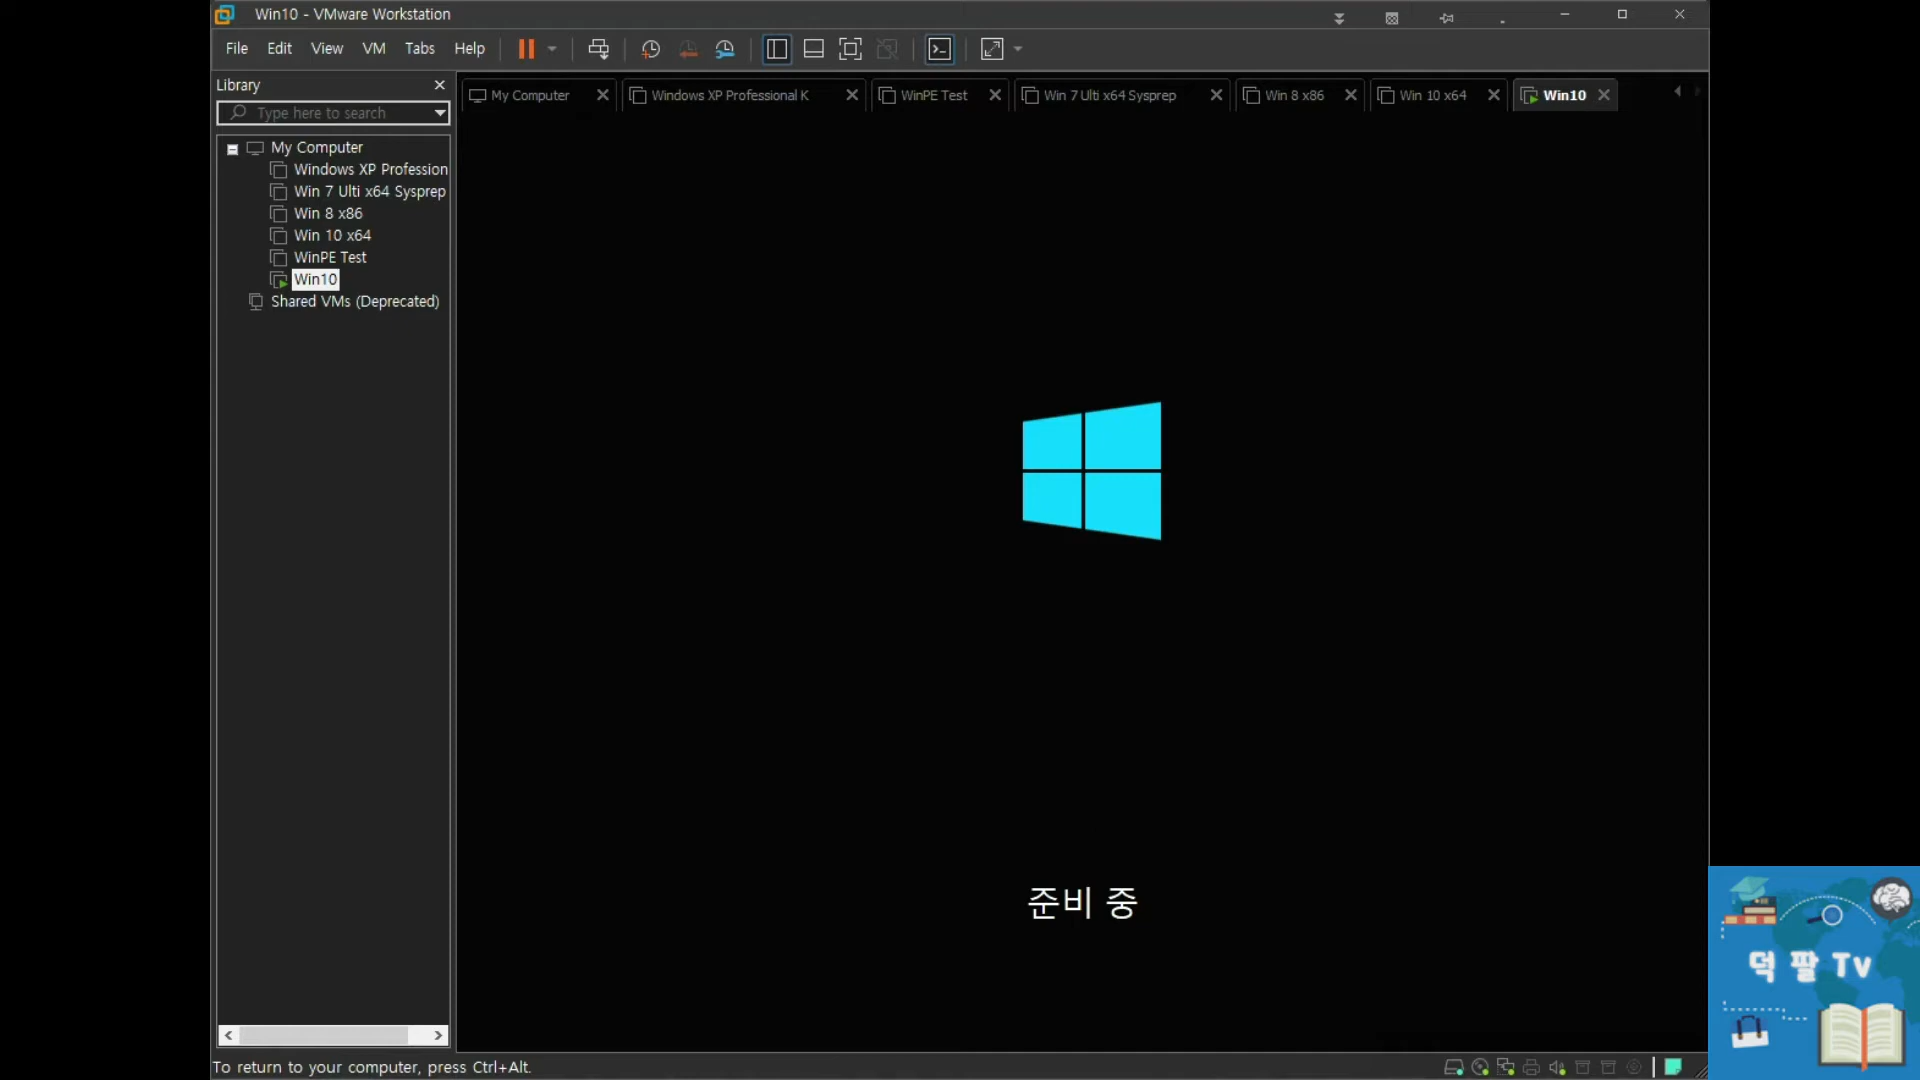 Win10 - VMware Workstation
File Edit View VM Tabs Help
Library
Type here to search
My Computer
Windows XP Profession
Win 7 Ulti x64 Sysprep
Win 8 x86
Win 10 x64
WinPE Test
Win10
Shared VMs (Deprecated)
My Computer Windows XP Professional K WinPE Test Win 7 Ulti x64 Sysprep Win 8 x86 Win 10 x64 Win10
준비 중
덕 팔 Tv
To return to your computer, press Ctrl+Alt.